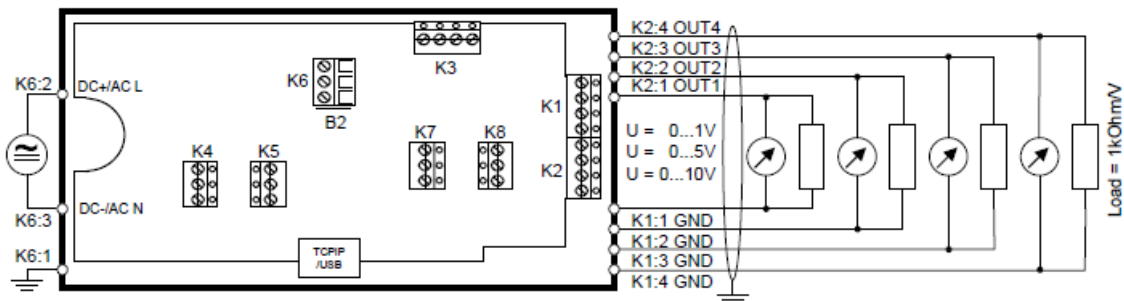 K2:4 OUT4
K2:3 OUT3
K2:2 OUT2
K2:1 OUT1
K3
K6:2
DC+/AC L
K6
B2
K1
K7
K8
K4
K5
K2
U = 0...1V
U = 0...5V
U = 0...10V
Load = 1kOhm/V
K6:3
DC-/AC N
K6:1
TCPIP
/USB
K1:1 GND
K1:2 GND
K1:3 GND
K1:4 GND